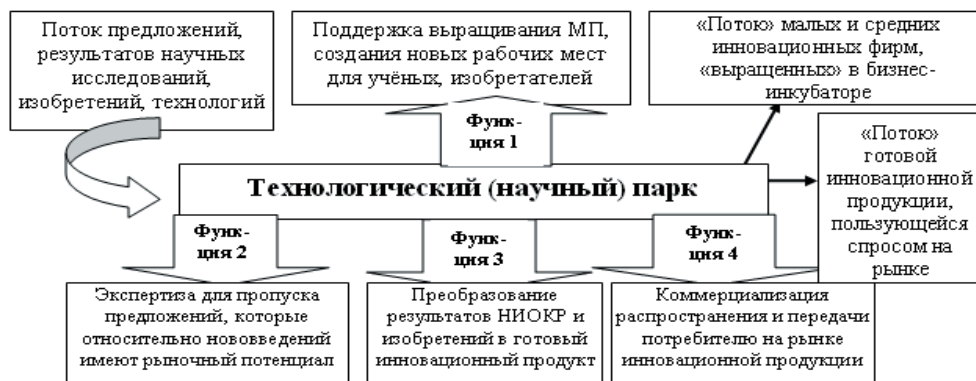 Поток предложений,
результатов научных
исследований,
изобретений, технологий
Поддержка выращивания МП,
создания новых рабочих мест
для учёных, изобретателей
«Потою» малых и средних
инновационных фирм,
«выращенных» в бизнес-
инкубаторе
Функ-
ция 1
«Потою»
готовой
инновационной
продукции,
пользующейся
спросом на
рынке
Технологический (научный) парк
Функ-
ция 2
Функ-
ция 3
Функ-
ция 4
Экспертиза для пропуска
предложений, которые
относительно нововведений
имеют рыночный потенциал
Преобразование
результатов НИОКР и
изобретений в готовый
инновационный продукт
Коммерциализация
распространения и передачи
потребителю на рынке
инновационной продукции